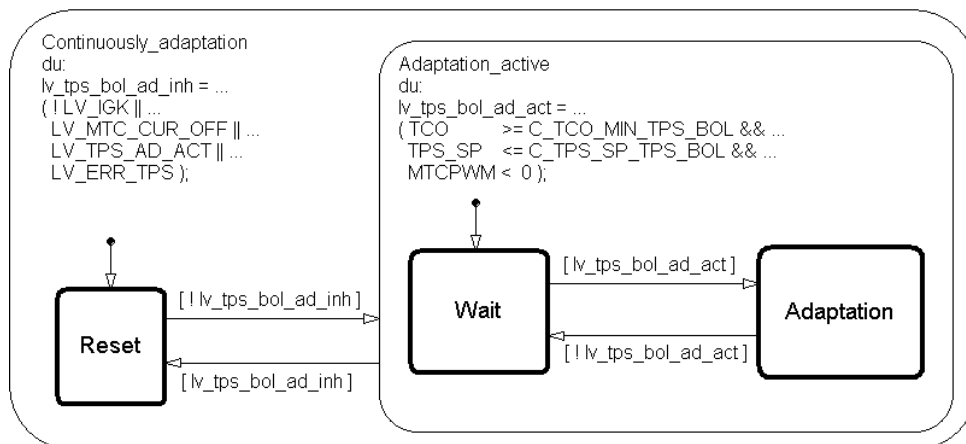 Continuously_adaptation
du:
lv_tps_bol_ad_inh = ...
( ! LV_IGK || ...
LV_MTC_CUR_OFF || ...
LV_TPS_AD_ACT || ...
LV_ERR_TPS );
Adaptation_active
du:
lv_tps_bol_ad_act = ...
( TCO >= C_TCO_MIN_TPS_BOL && ...
TPS_SP <= C_TPS_SP_TPS_BOL && ...
MTCPWM < 0 );
Reset
[ ! lv_tps_bol_ad_inh ]
[ lv_tps_bol_ad_inh ]
Wait
[ lv_tps_bol_ad_act ]
[ ! lv_tps_bol_ad_act ]
Adaptation